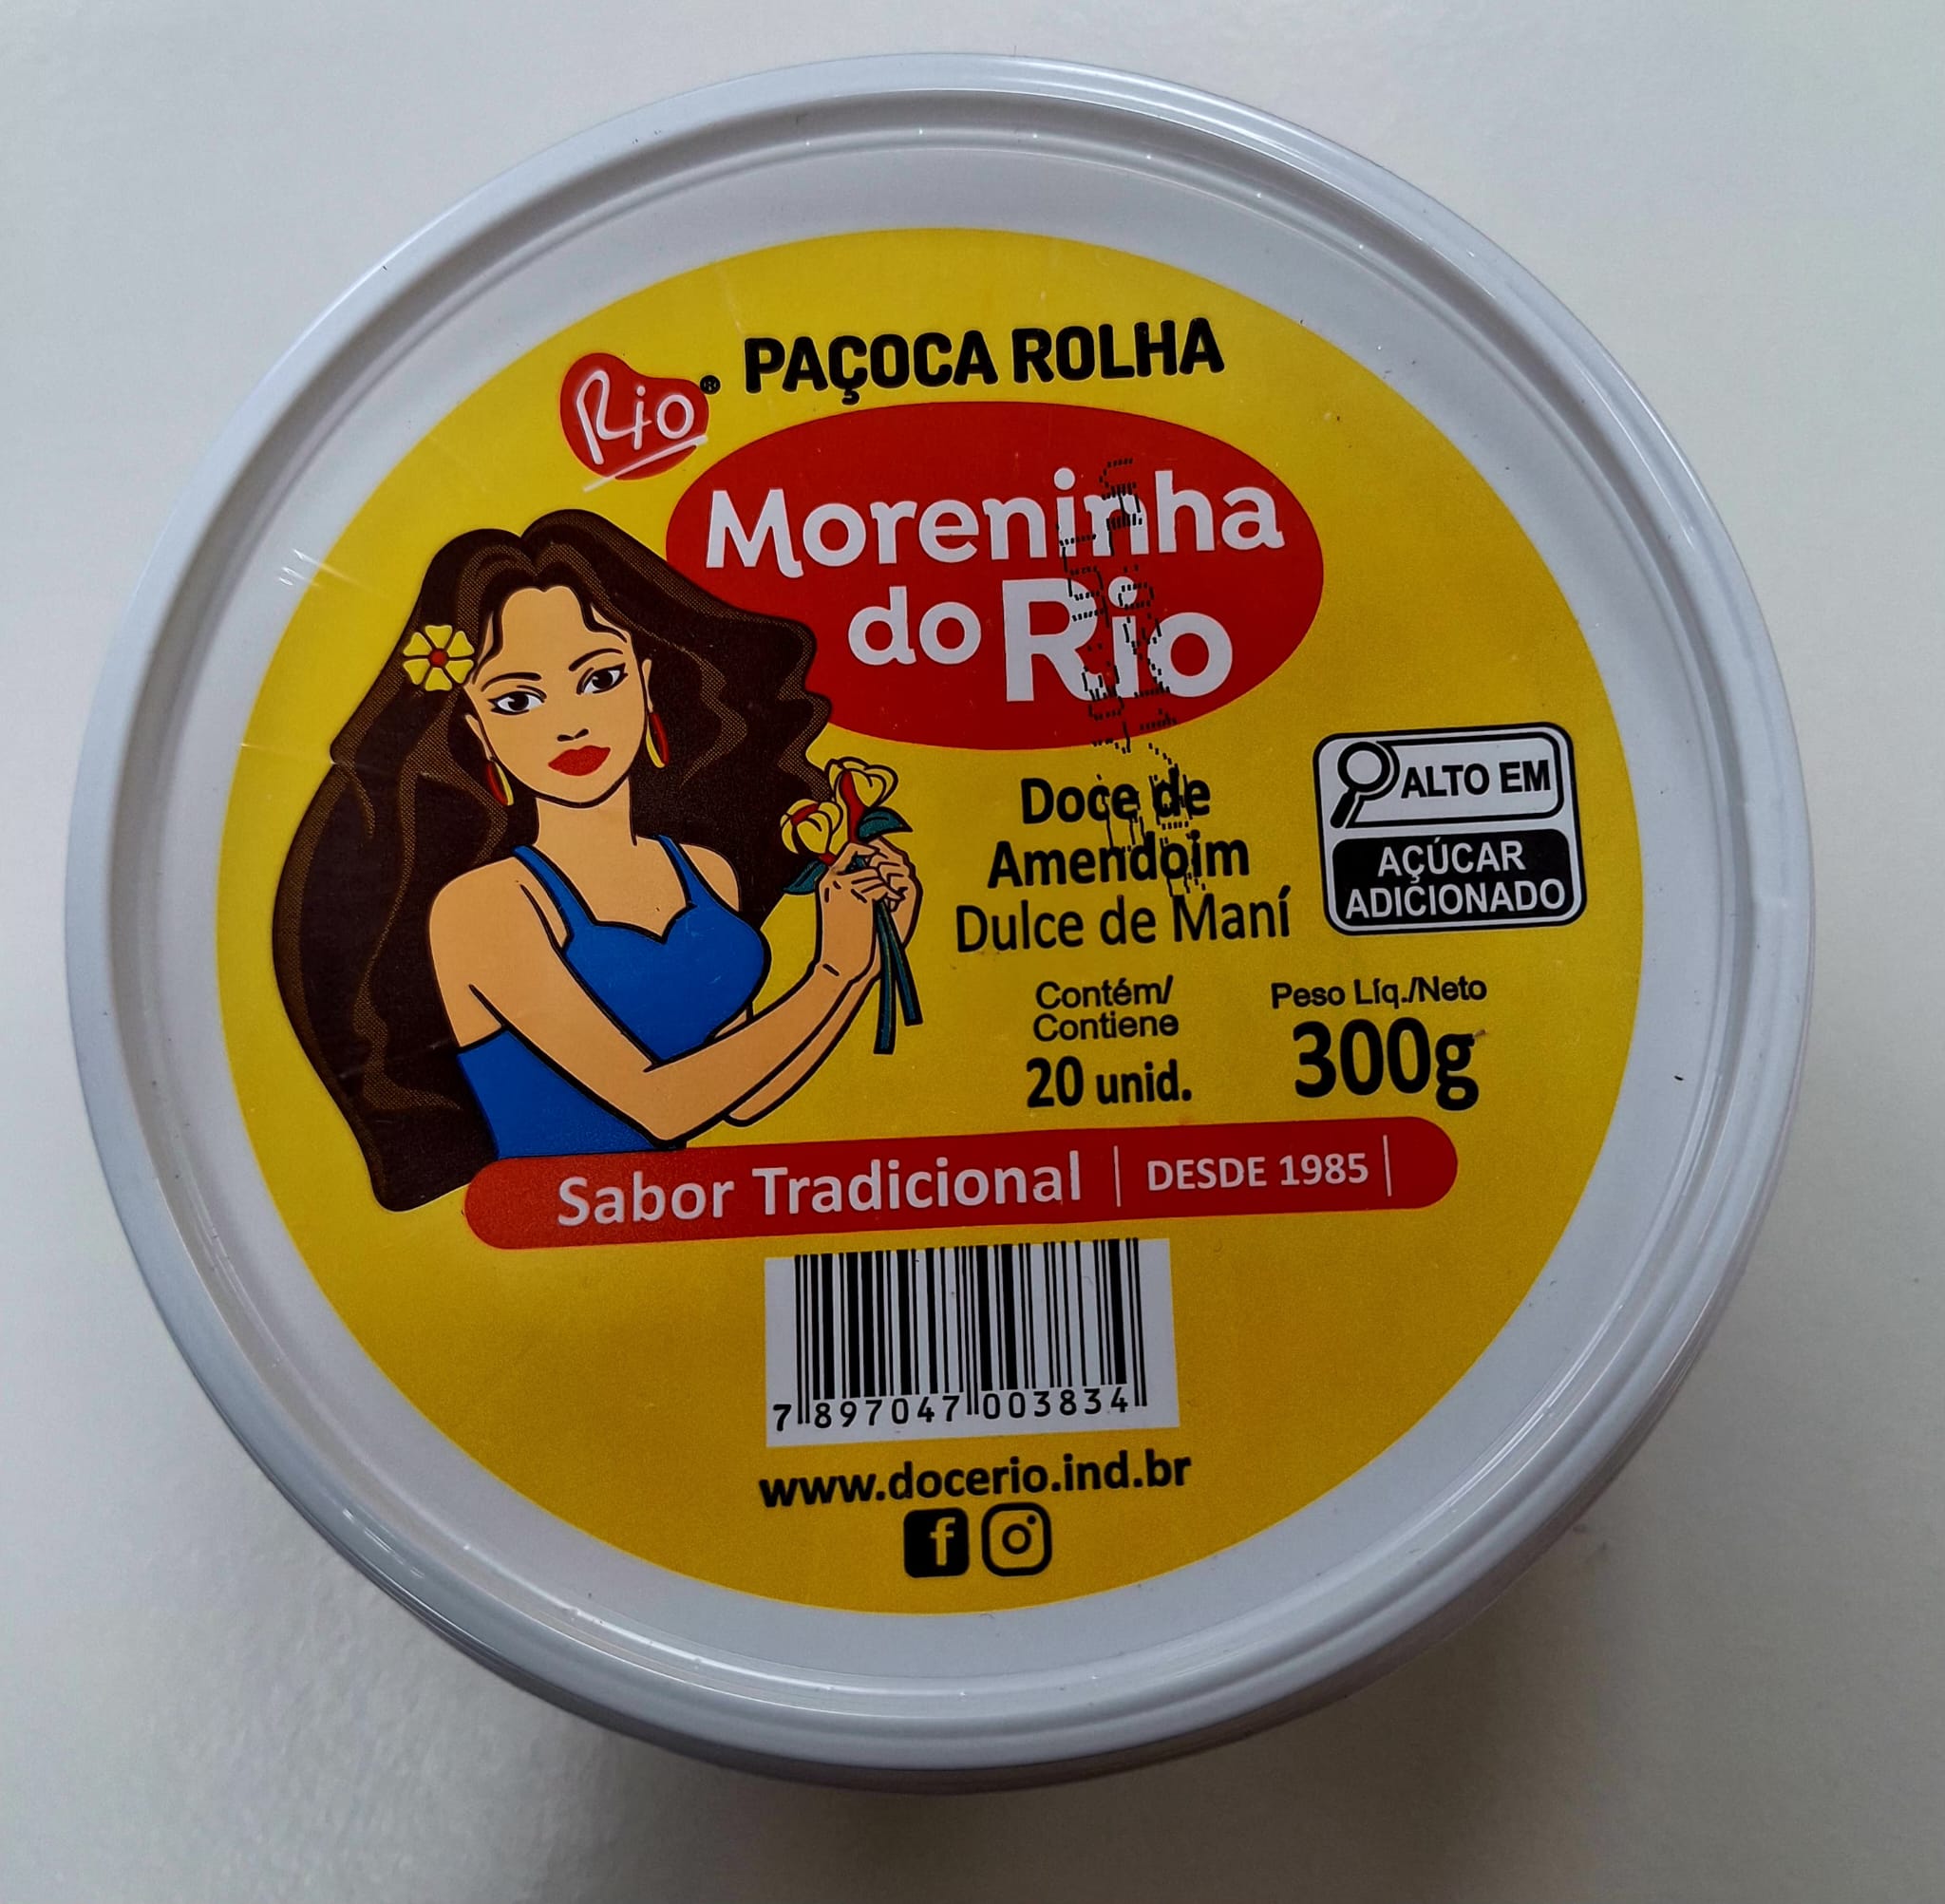 Rio®
PAÇOCA ROLHA
Moreninha
do Rio
Doce de
Amendoim
Dulce de Maní
ALTO EM
AÇÚCAR
ADICIONADO
Contém/
Contiene
20 unid.
Peso Líq./Neto
300g
Sabor Tradicional | DESDE 1985 |
7 897047 003834
www.docerio.ind.br